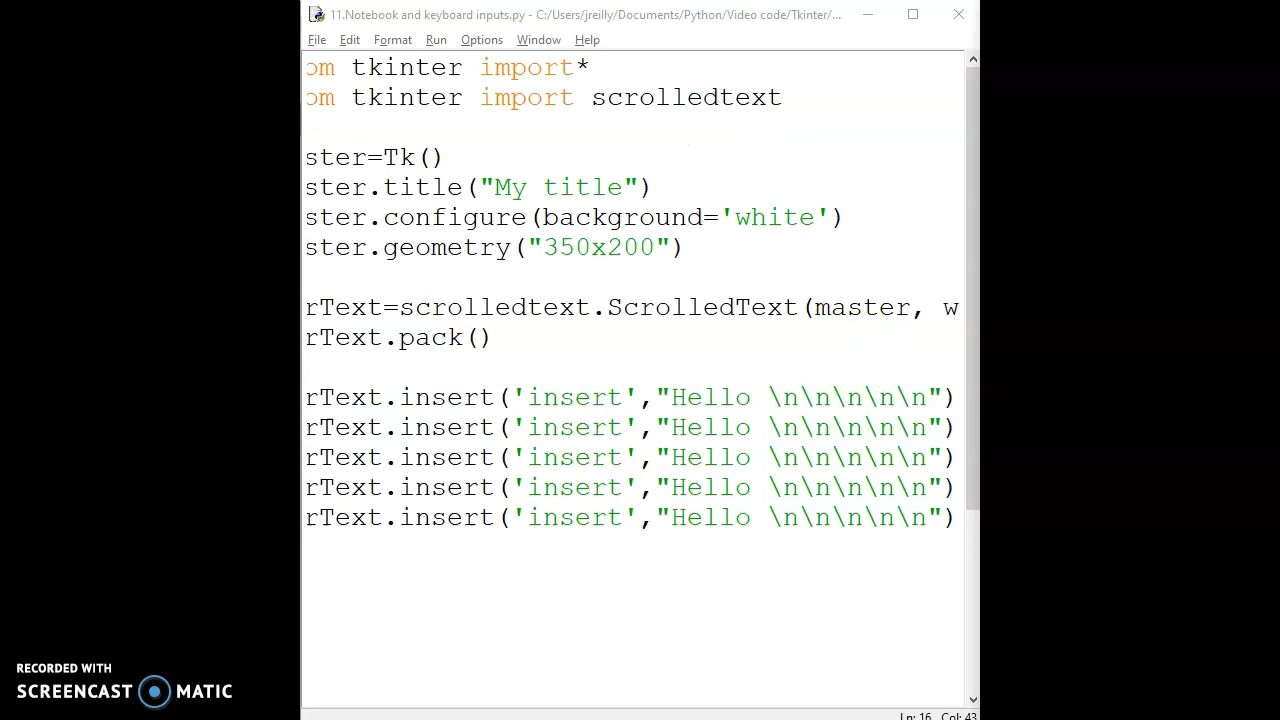 11.Notebook and keyboard inputs.py - C:/Users/jreilly/Documents/Python/Video code/Tkinter/...
File Edit Format Run Options Window Help
om tkinter import*
om tkinter import scrolledtext
ster=Tk()
ster.title("My title")
ster.configure(background='white')
ster.geometry("350x200")
rText=scrolledtext.ScrolledText(master, w
rText.pack()
rText.insert('insert',"Hello \n\n\n\n\n")
rText.insert('insert',"Hello \n\n\n\n\n")
rText.insert('insert',"Hello \n\n\n\n\n")
rText.insert('insert',"Hello \n\n\n\n\n")
rText.insert('insert',"Hello \n\n\n\n\n")
Ln: 16 Col: 43
RECORDED WITH
SCREENCAST MATIC